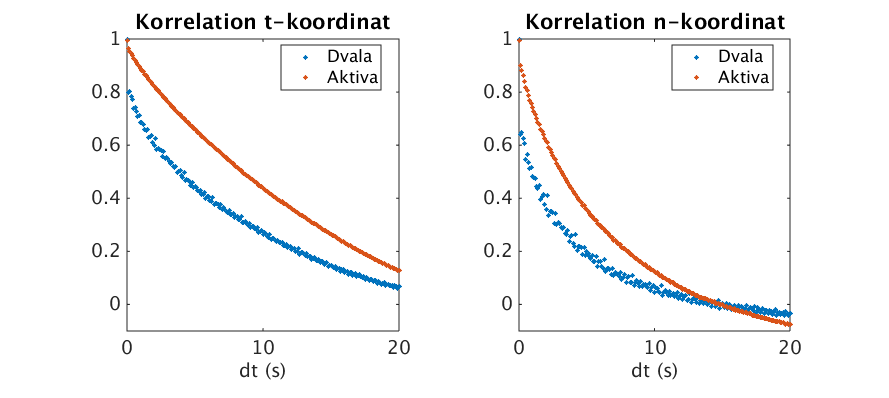 Korrelation t-koordinat
1
0.8
0.6
0.4
0.2
0
0
10
20
dt (s)
Dvala
Aktiva
Korrelation n-koordinat
1
0.8
0.6
0.4
0.2
0
0
10
20
dt (s)
Dvala
Aktiva